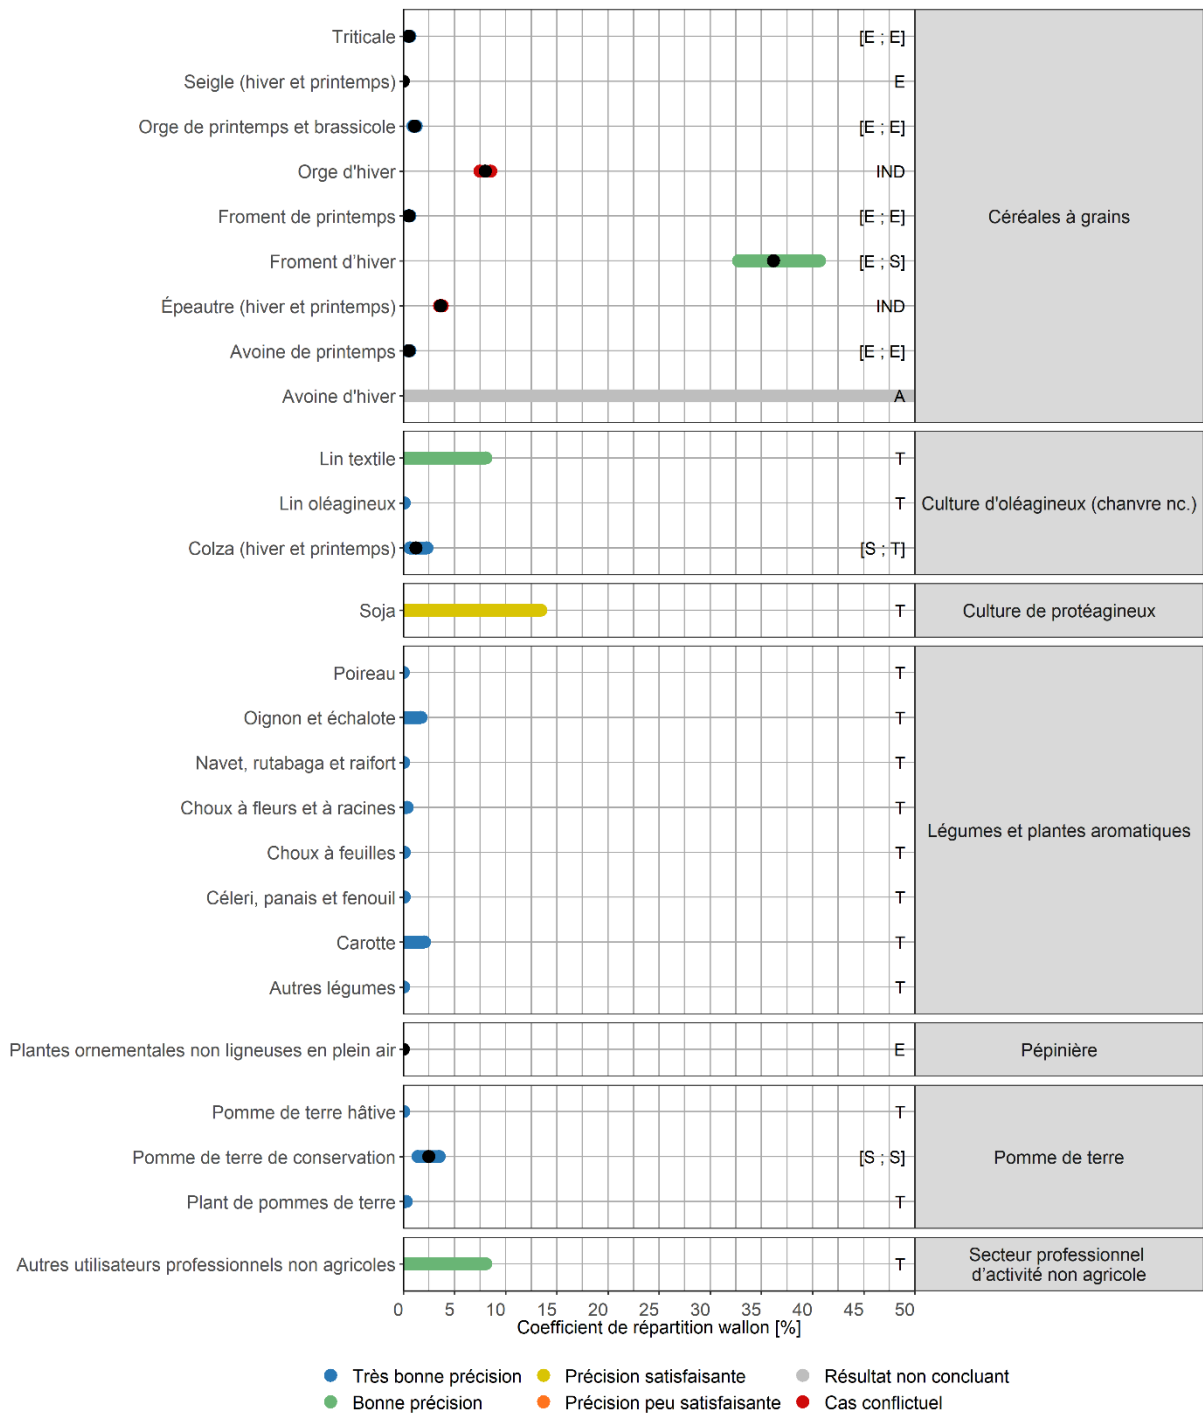 Triticale [E ; E]
Seigle (hiver et printemps) E
Orge de printemps et brassicole [E ; E]
Orge d'hiver IND
Froment de printemps [E ; E] Céréales à grains
Froment d'hiver [E ; S]
Épeautre (hiver et printemps) IND
Avoine de printemps [E ; E]
Avoine d'hiver A
Lin textile T
Lin oléagineux T Culture d'oléagineux (chanvre nc.)
Colza (hiver et printemps) [S ; T]
Soja T Culture de protéagineux
Poireau T
Oignon et échalote T
Navet, rutabaga et raifort T
Choux à fleurs et à racines T
Légumes et plantes aromatiques
Choux à feuilles T
Céleri, panais et fenouil T
Carotte T
Autres légumes T
Plantes ornementales non ligneuses en plein air E Pépinière
Pomme de terre hâtive T
Pomme de terre de conservation [S ; S] Pomme de terre
Plant de pommes de terre T
Autres utilisateurs professionnels non agricoles T
Secteur professionnel
d'activité non agricole
0 5 10 15 20 25 30 35 40 45 50
Coefficient de répartition wallon [%]
Très bonne précision Précision satisfaisante Résultat non concluant
Bonne précision Précision peu satisfaisante Cas conflictuel